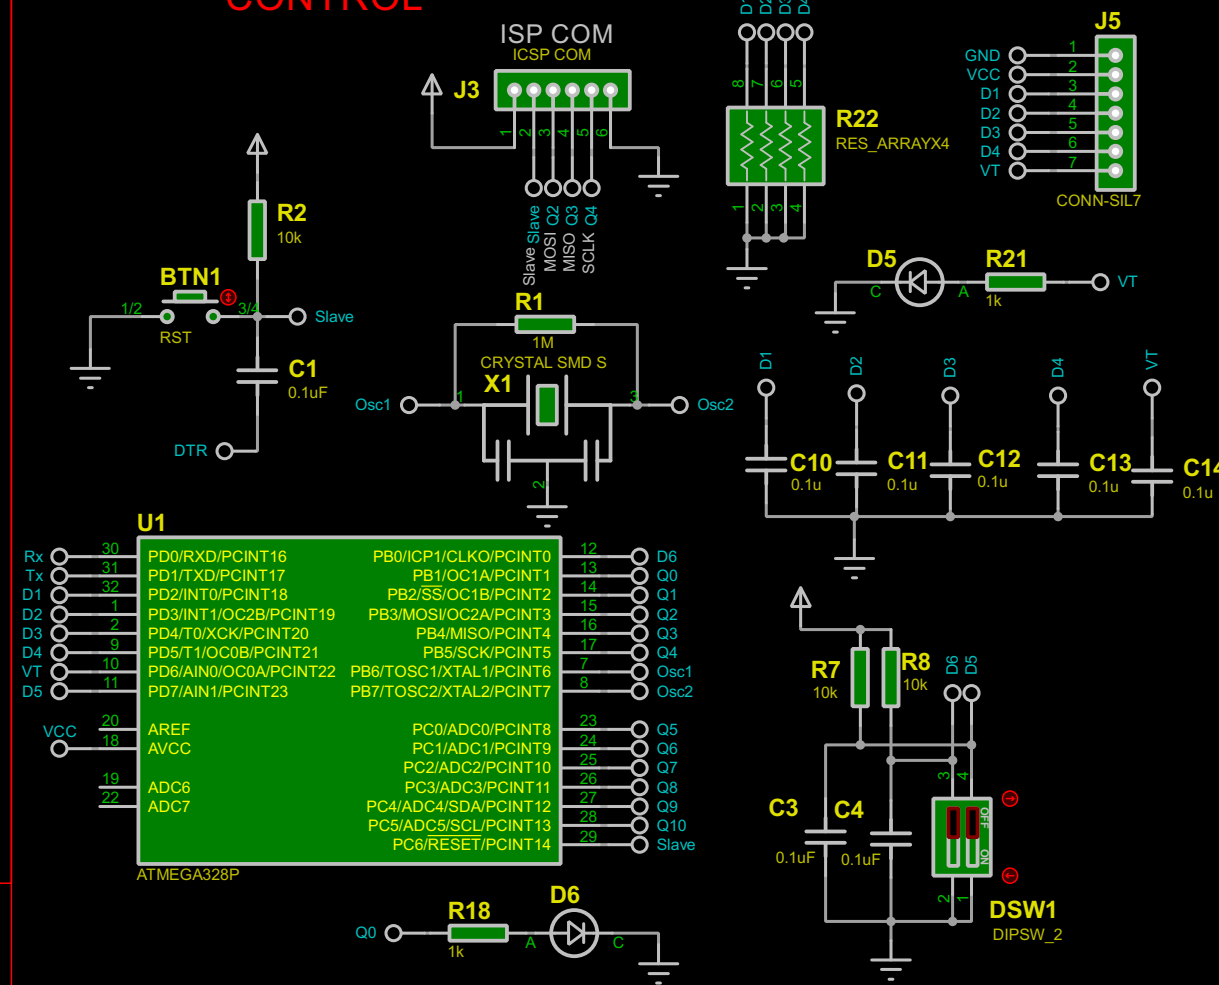 CONTROL
ISP COM
ICSP COM
J3
1
2
3
4
5
6
Slave
Slave
MOSI
Q2
MISO
Q3
SCLK
Q4
D1
D2
D3
D4
8
7
6
5
R22
RES_ARRAYX4
1
2
3
4
J5
GND 1
VCC 2
D1 3
D2 4
D3 5
D4 6
VT 7
CONN-SIL7
R2
10k
BTN1
1/2
3/4
RST
Slave
C1
0.1uF
DTR
R1
1M
CRYSTAL SMD S
X1
Osc1
1
3
Osc2
2
D5
C
A
R21
1k
VT
D1
D2
D3
D4
VT
C10
0.1u
C11
0.1u
C12
0.1u
C13
0.1u
C14
0.1u
U1
Rx 30 PD0/RXD/PCINT16 PB0/ICP1/CLKO/PCINT0 12 D6
Tx 31 PD1/TXD/PCINT17 PB1/OC1A/PCINT1 13 Q0
D1 32 PD2/INT0/PCINT18 PB2/SS/OC1B/PCINT2 14 Q1
D2 1 PD3/INT1/OC2B/PCINT19 PB3/MOSI/OC2A/PCINT3 15 Q2
D3 2 PD4/T0/XCK/PCINT20 PB4/MISO/PCINT4 16 Q3
D4 9 PD5/T1/OC0B/PCINT21 PB5/SCK/PCINT5 17 Q4
VT 10 PD6/AIN0/OC0A/PCINT22 PB6/TOSC1/XTAL1/PCINT6 7 Osc1
D5 11 PD7/AIN1/PCINT23 PB7/TOSC2/XTAL2/PCINT7 8 Osc2
20 AREF PC0/ADC0/PCINT8 23 Q5
VCC 18 AVCC PC1/ADC1/PCINT9 24 Q6
PC2/ADC2/PCINT10 25 Q7
19 ADC6 PC3/ADC3/PCINT11 26 Q8
22 ADC7 PC4/ADC4/SDA/PCINT12 27 Q9
PC5/ADC5/SCL/PCINT13 28 Q10
PC6/RESET/PCINT14 29 Slave
ATMEGA328P
R7
10k
R8
10k
D6
D5
3
4
C3
0.1uF
C4
0.1uF
OFF
ON
2
1
DSW1
DIPSW_2
Q0
R18
1k
A
D6
C